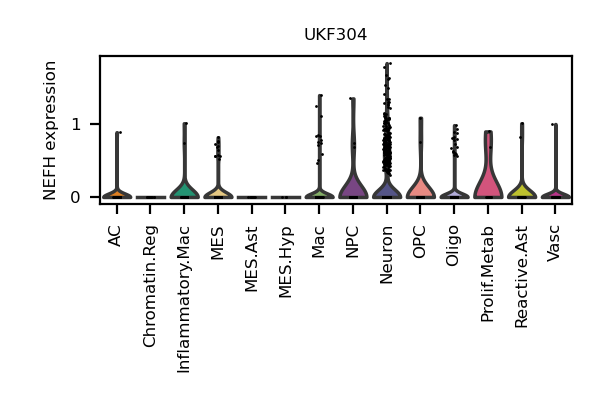 UKF304
NEFH expression
1
0
AC
Chromatin.Reg
Inflammatory.Mac
MES
MES.Ast
MES.Hyp
Mac
NPC
Neuron
OPC
Oligo
Prolif.Metab
Reactive.Ast
Vasc